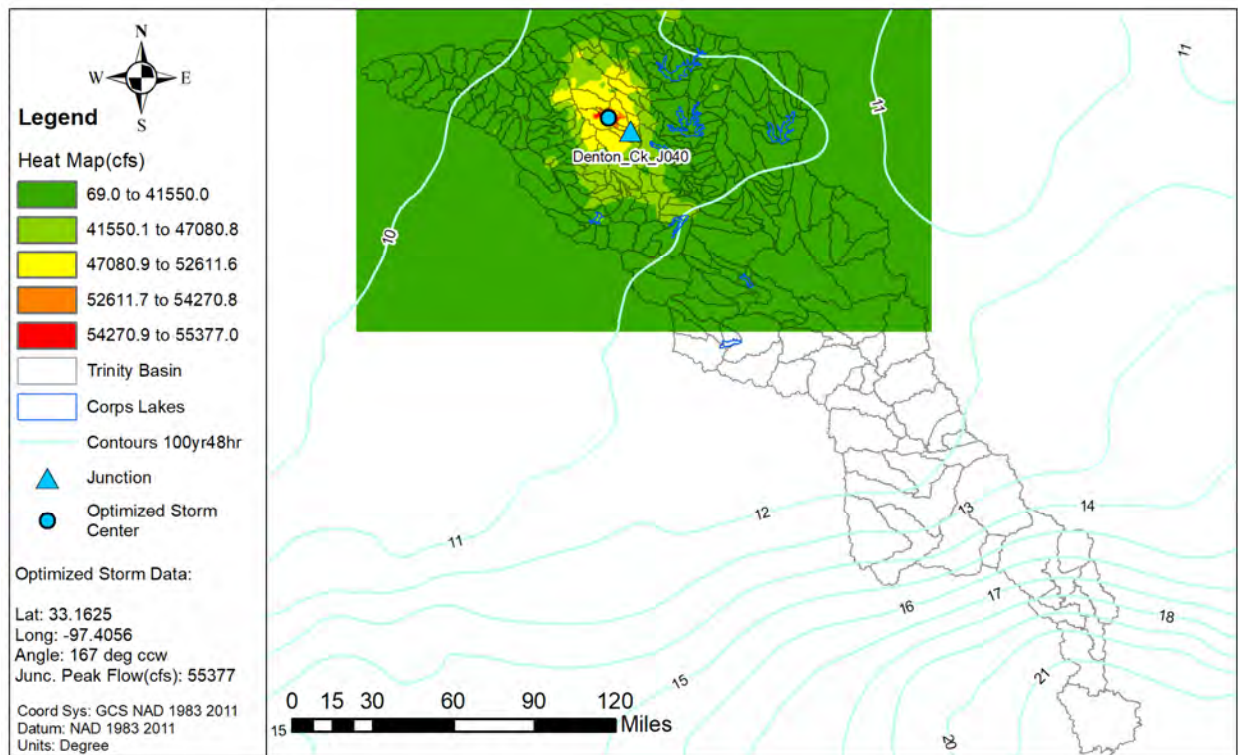 N
W E
S
Legend
Heat Map(cfs)
69.0 to 41550.0
41550.1 to 47080.8
47080.9 to 52611.6
52611.7 to 54270.8
54270.9 to 55377.0
Trinity Basin
Corps Lakes
Contours 100yr48hr
Junction
Optimized Storm
Center
Optimized Storm Data:
Lat: 33.1625
Long: -97.4056
Angle: 167 deg ccw
Junc. Peak Flow(cfs): 55377
Coord Sys: GCS NAD 1983 2011
Datum: NAD 1983 2011
Units: Degree
11
11
Denton_Ck_J040
10
11
12
13
14
16
17
18
15
21
20
15
0 15 30 60 90 120
Miles